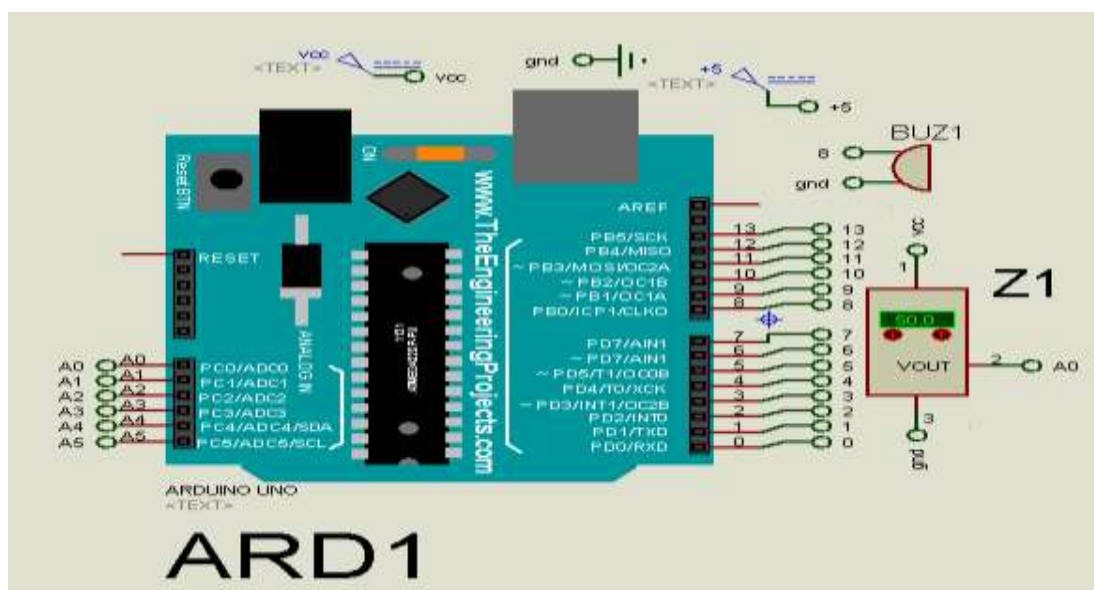 vcc
<TEXT>
vcc
gnd
+5
<TEXT>
+5
BUZ1
8
gnd
Reset BTN
ON
www.TheEngineeringProjects.com
AREF
RESET
ANALOG IN
PB5/SCK 13 13
PB4/MISO 12 12
~PB3/MOSI/OC2A 11 11
~PB2/OC1B 10 10
~PB1/OC1A 9 9
PB0/ICP1/CLKO 8 8
PD7/AIN1 7 7
~PD7/AIN1 6 6
~PD5/T1/OC0B 5 5
PD4/T0/XCK 4 4
~PD3/INT1/OC2B 3 3
PD2/INT0 2 2
PD1/TXD 1 1
PD0/RXD 0 0
A0 A0 PC0/ADC0
A1 A1 PC1/ADC1
A2 A2 PC2/ADC2
A3 A3 PC3/ADC3
A4 A4 PC4/ADC4/SDA
A5 A5 PC5/ADC5/SCL
vcc
1
Z1
50.0
VOUT
2
A0
3
gnd
ARDUINO UNO
<TEXT>
ARD1